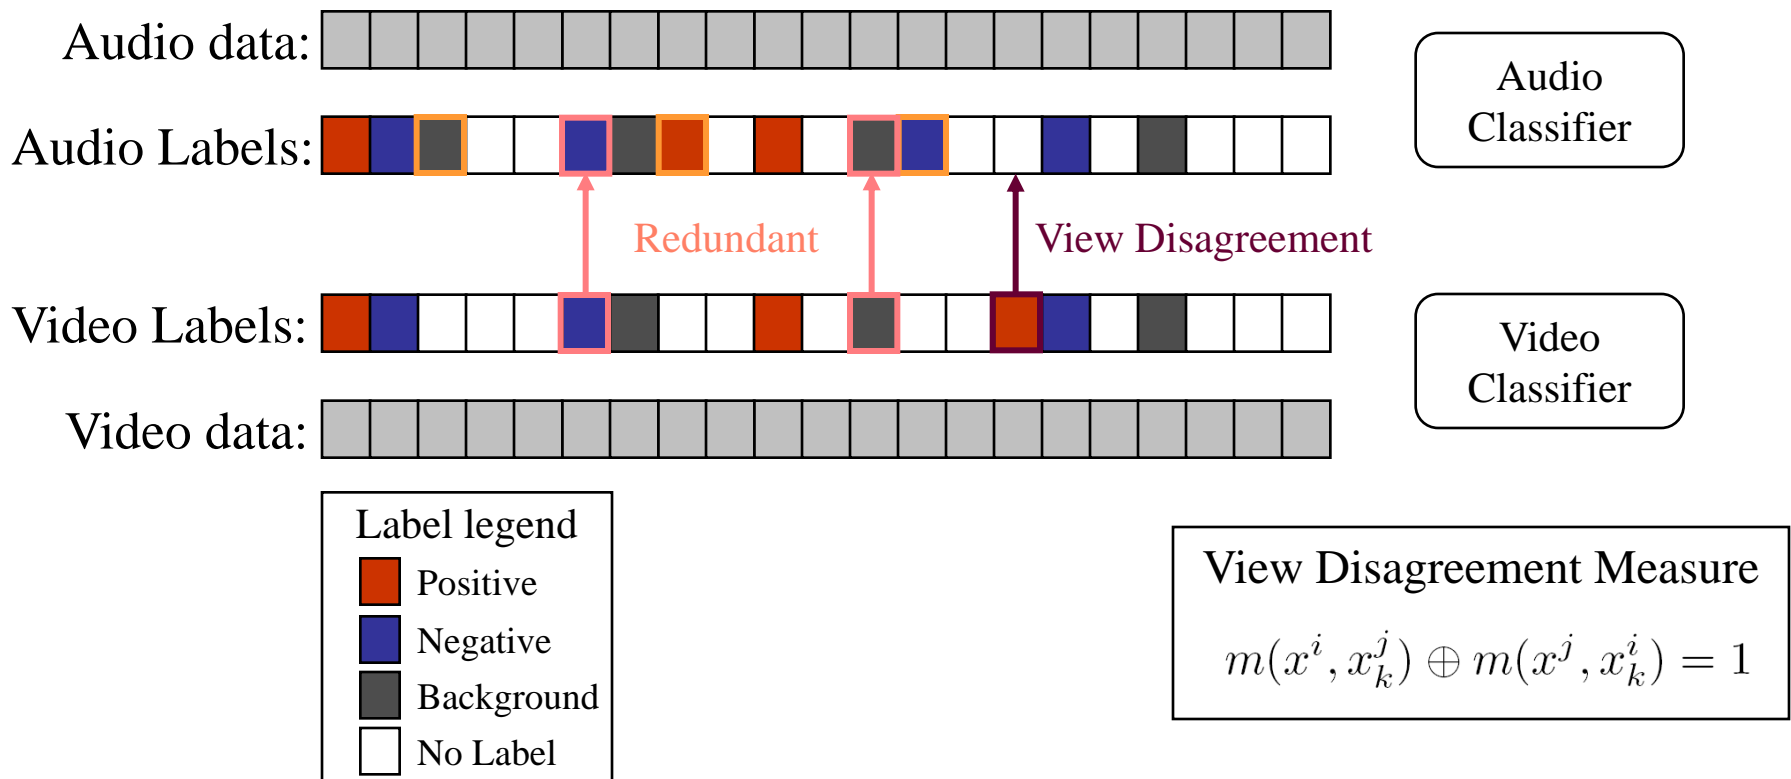 Audio data:
Audio
Classifier
Audio Labels:
Redundant
View Disagreement
Video Labels:
Video
Classifier
Video data:
Label legend
Positive
Negative
Background
No Label
View Disagreement Measure
$m(x^i, x_k^j) \oplus m(x^j, x_k^i) = 1$